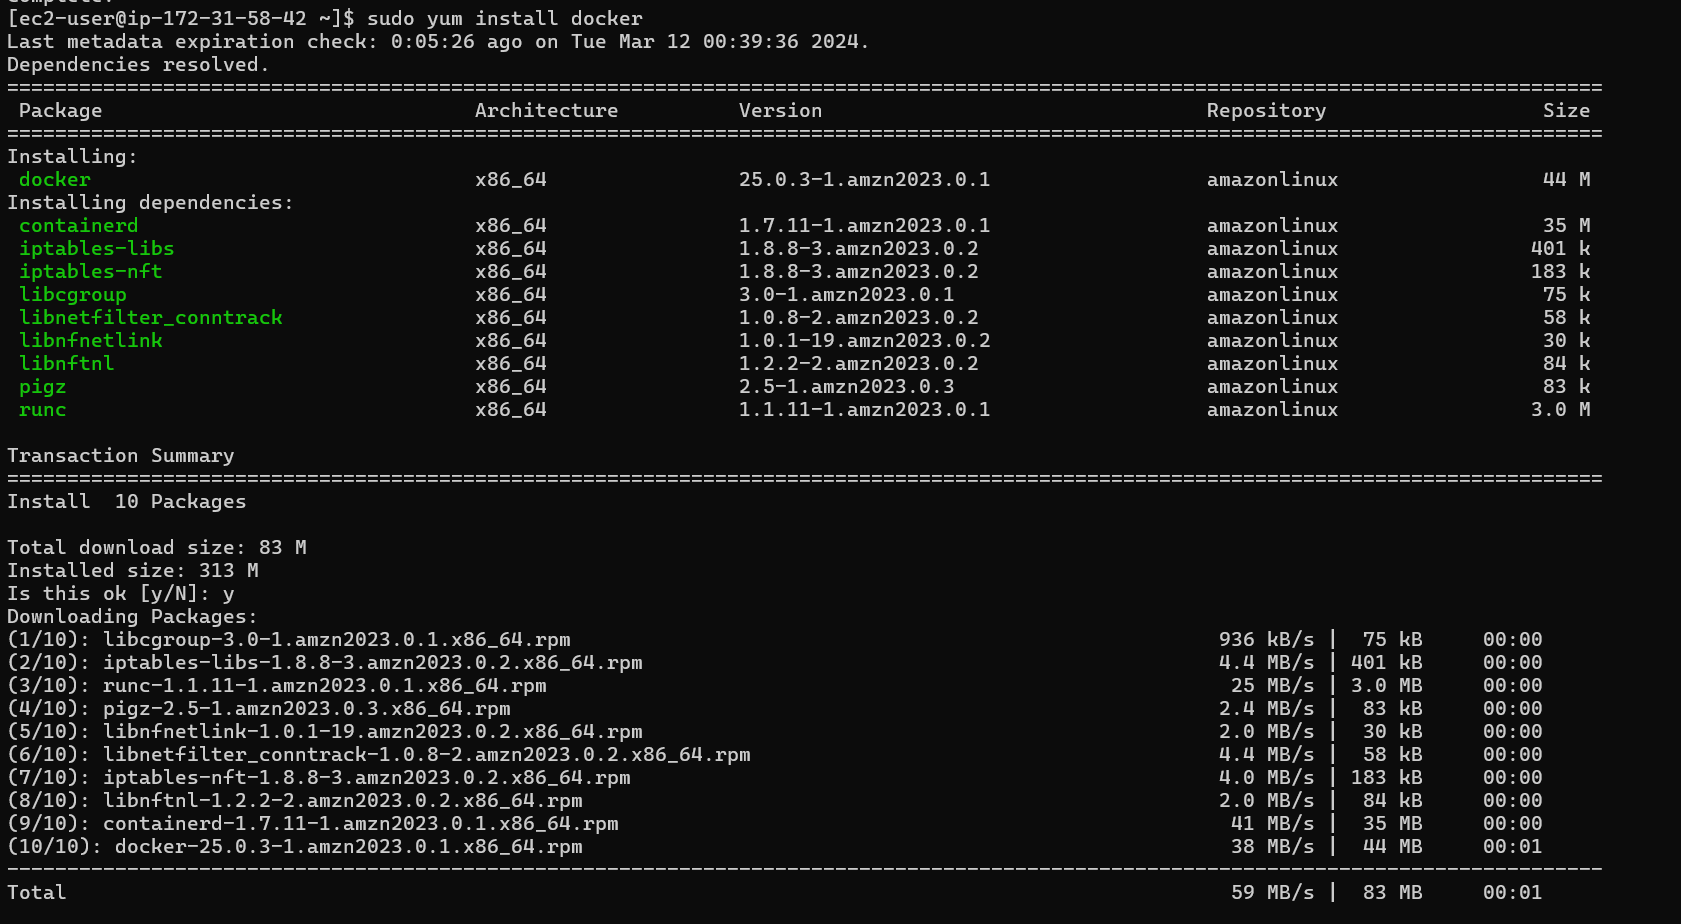 Complete!
[ec2-user@ip-172-31-58-42 ~]$ sudo yum install docker
Last metadata expiration check: 0:05:26 ago on Tue Mar 12 00:39:36 2024.
Dependencies resolved.
=====================================================================================================================================
 Package                               Architecture          Version                                Repository                  Size
=====================================================================================================================================
Installing:
 docker                                x86_64                25.0.3-1.amzn2023.0.1                  amazonlinux                 44 M
Installing dependencies:
 containerd                            x86_64                1.7.11-1.amzn2023.0.1                  amazonlinux                 35 M
 iptables-libs                         x86_64                1.8.8-3.amzn2023.0.2                   amazonlinux                401 k
 iptables-nft                          x86_64                1.8.8-3.amzn2023.0.2                   amazonlinux                183 k
 libcgroup                             x86_64                3.0-1.amzn2023.0.1                     amazonlinux                 75 k
 libnetfilter_conntrack                x86_64                1.0.8-2.amzn2023.0.2                   amazonlinux                 58 k
 libnfnetlink                          x86_64                1.0.1-19.amzn2023.0.2                  amazonlinux                 30 k
 libnftnl                              x86_64                1.2.2-2.amzn2023.0.2                   amazonlinux                 84 k
 pigz                                  x86_64                2.5-1.amzn2023.0.3                     amazonlinux                 83 k
 runc                                  x86_64                1.1.11-1.amzn2023.0.1                  amazonlinux                3.0 M

Transaction Summary
=====================================================================================================================================
Install  10 Packages

Total download size: 83 M
Installed size: 313 M
Is this ok [y/N]: y
Downloading Packages:
(1/10): libcgroup-3.0-1.amzn2023.0.1.x86_64.rpm                                                      936 kB/s |  75 kB     00:00
(2/10): iptables-libs-1.8.8-3.amzn2023.0.2.x86_64.rpm                                                4.4 MB/s | 401 kB     00:00
(3/10): runc-1.1.11-1.amzn2023.0.1.x86_64.rpm                                                         25 MB/s | 3.0 MB     00:00
(4/10): pigz-2.5-1.amzn2023.0.3.x86_64.rpm                                                           2.4 MB/s |  83 kB     00:00
(5/10): libnfnetlink-1.0.1-19.amzn2023.0.2.x86_64.rpm                                                2.0 MB/s |  30 kB     00:00
(6/10): libnetfilter_conntrack-1.0.8-2.amzn2023.0.2.x86_64.rpm                                       4.4 MB/s |  58 kB     00:00
(7/10): iptables-nft-1.8.8-3.amzn2023.0.2.x86_64.rpm                                                 4.0 MB/s | 183 kB     00:00
(8/10): libnftnl-1.2.2-2.amzn2023.0.2.x86_64.rpm                                                     2.0 MB/s |  84 kB     00:00
(9/10): containerd-1.7.11-1.amzn2023.0.1.x86_64.rpm                                                   41 MB/s |  35 MB     00:00
(10/10): docker-25.0.3-1.amzn2023.0.1.x86_64.rpm                                                      38 MB/s |  44 MB     00:01
-------------------------------------------------------------------------------------------------------------------------------------
Total                                                                                                 59 MB/s |  83 MB     00:01